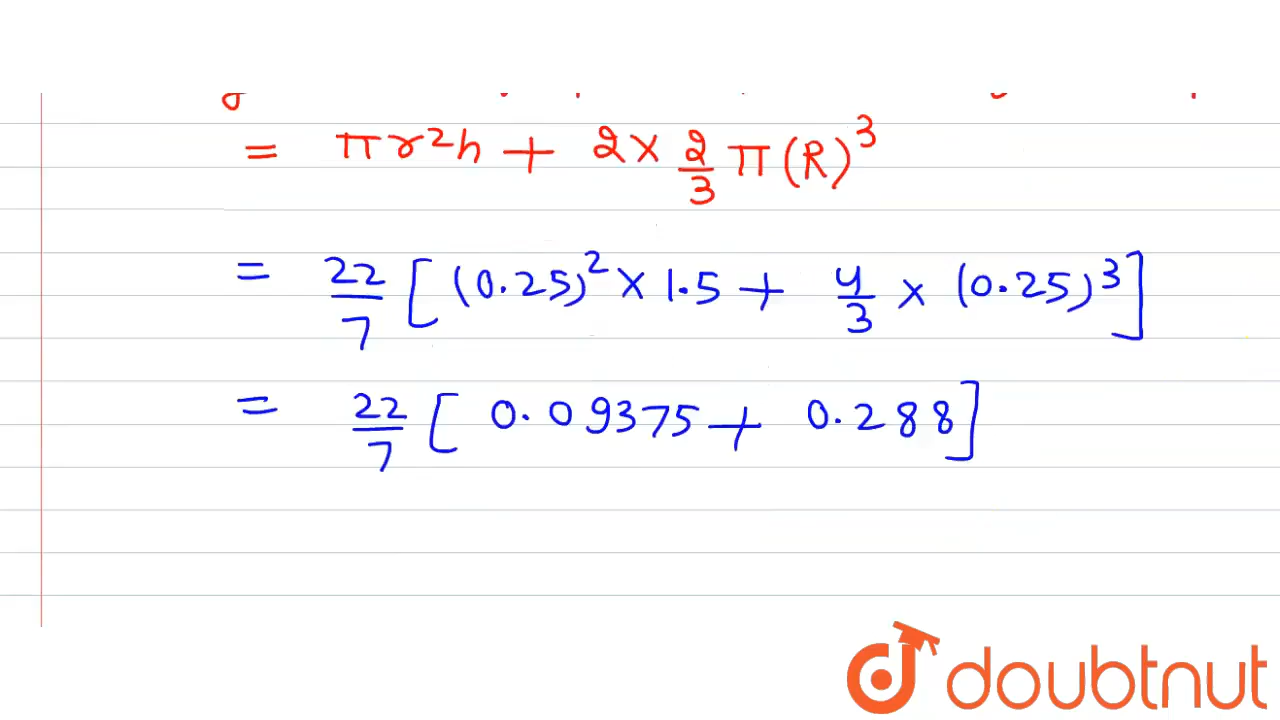 = πr²h + 2 × 2/3 π(R)³
= 22/7 [(0.25)² × 1.5 + 4/3 × (0.25)³]
= 22/7 [0.09375 + 0.288]
doubtnut